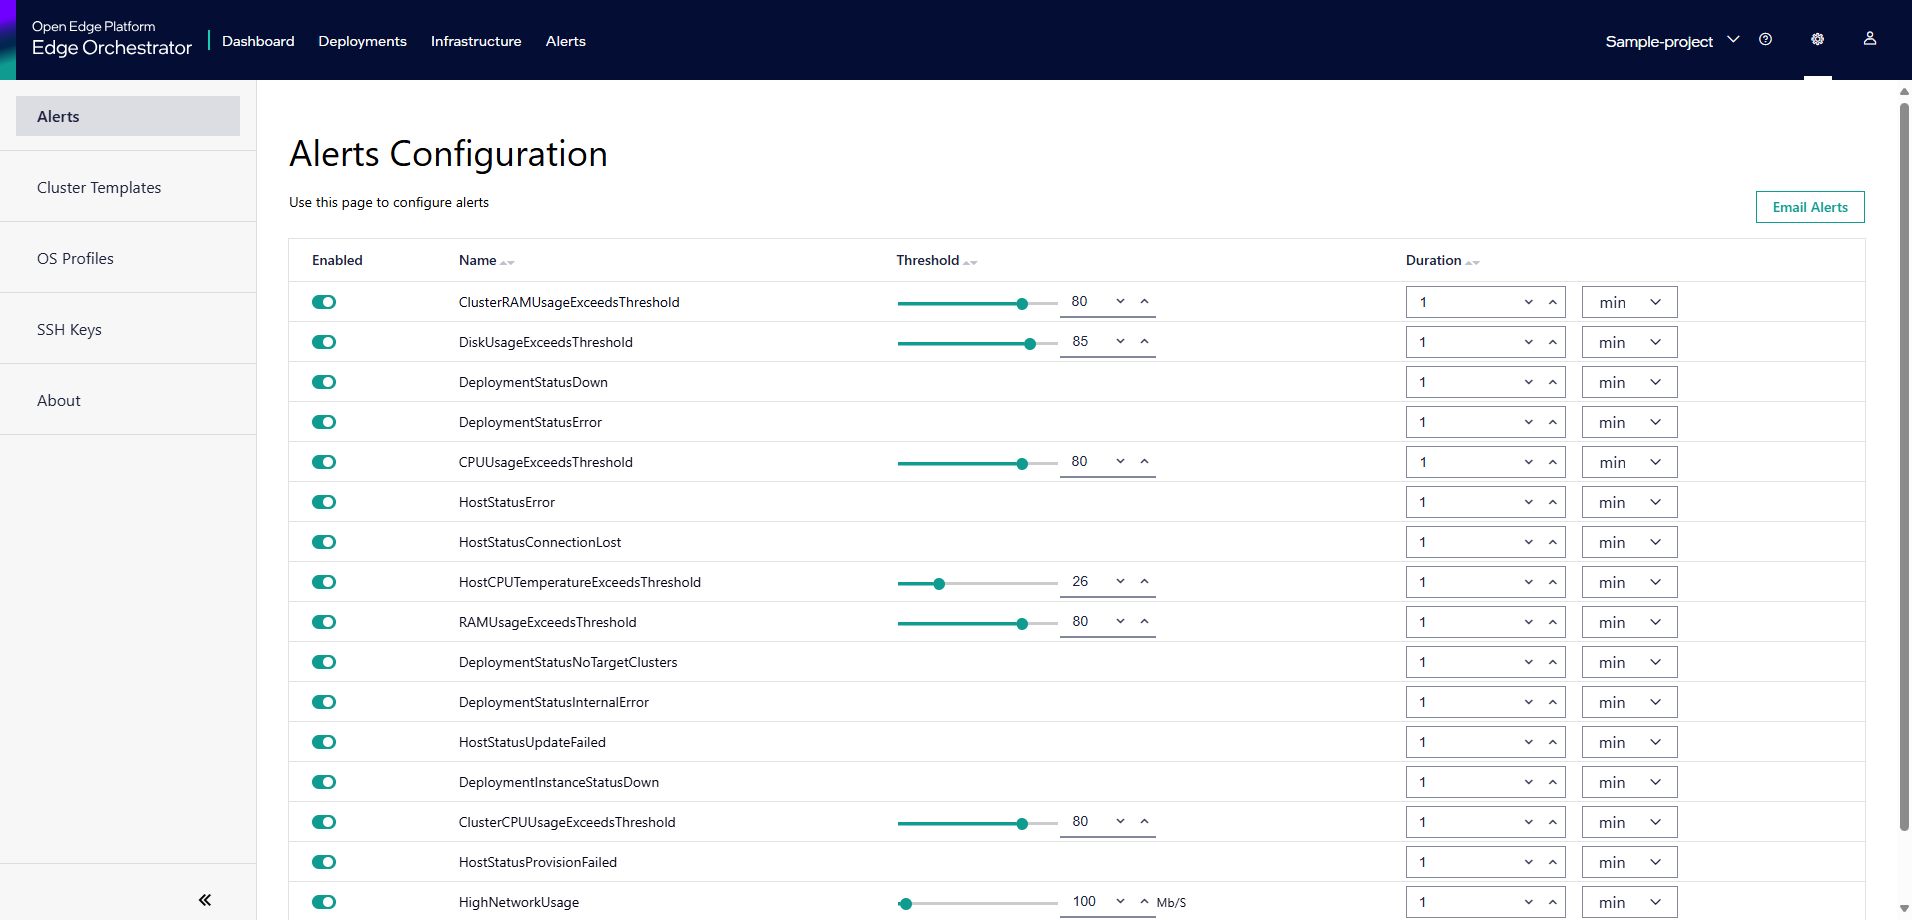 Open Edge Platform
Edge Orchestrator
Dashboard Deployments Infrastructure Alerts Sample-project
Alerts
Cluster Templates
OS Profiles
SSH Keys
About
Alerts Configuration
Use this page to configure alerts
Email Alerts
Enabled Name Threshold Duration
ClusterRAMUsageExceedsThreshold 80 1 min
DiskUsageExceedsThreshold 85 1 min
DeploymentStatusDown 1 min
DeploymentStatusError 1 min
CPUUsageExceedsThreshold 80 1 min
HostStatusError 1 min
HostStatusConnectionLost 1 min
HostCPUTemperatureExceedsThreshold 26 1 min
RAMUsageExceedsThreshold 80 1 min
DeploymentStatusNoTargetClusters 1 min
DeploymentStatusInternalError 1 min
HostStatusUpdateFailed 1 min
DeploymentInstanceStatusDown 1 min
ClusterCPUUsageExceedsThreshold 80 1 min
HostStatusProvisionFailed 1 min
HighNetworkUsage 100 Mb/S 1 min